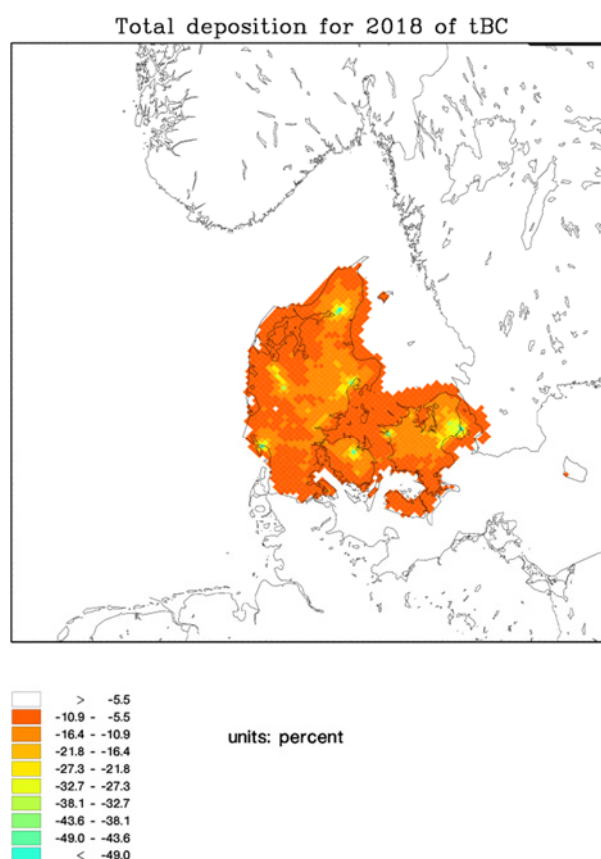 Total deposition for 2018 of tBC
> -5.5
-10.9 - -5.5
-16.4 - -10.9
-21.8 - -16.4
-27.3 - -21.8
-32.7 - -27.3
-38.1 - -32.7
-43.6 - -38.1
-49.0 - -43.6
< -49.0
units: percent